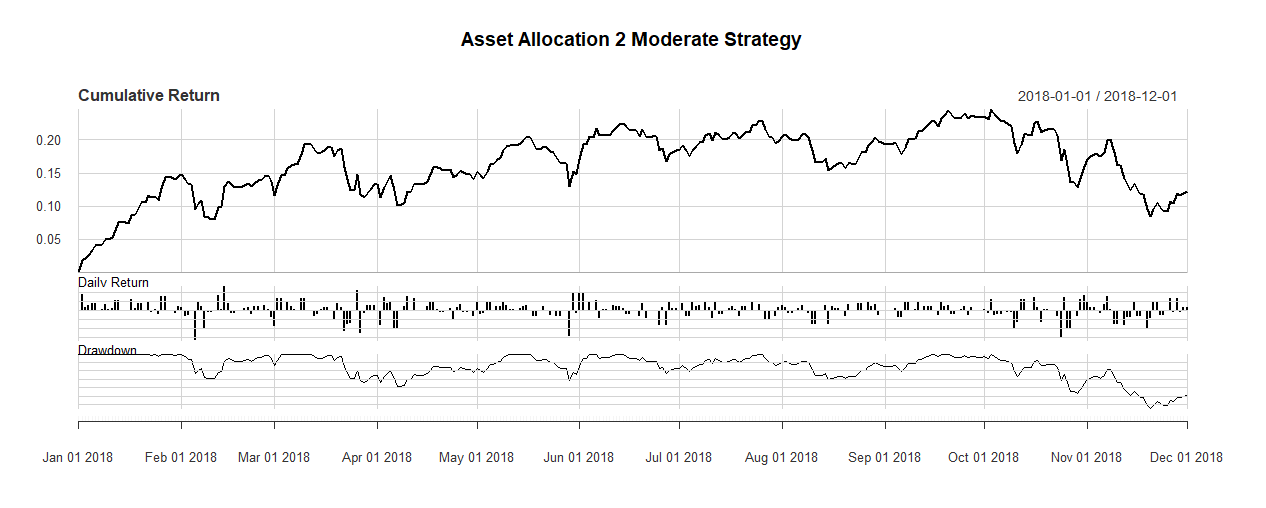 Asset Allocation 2 Moderate Strategy
Cumulative Return 2018-01-01 / 2018-12-01
0.20
0.15
0.10
0.05
Daily Return
Drawdown
Jan 01 2018 Feb 01 2018 Mar 01 2018 Apr 01 2018 May 01 2018 Jun 01 2018 Jul 01 2018 Aug 01 2018 Sep 01 2018 Oct 01 2018 Nov 01 2018 Dec 01 2018